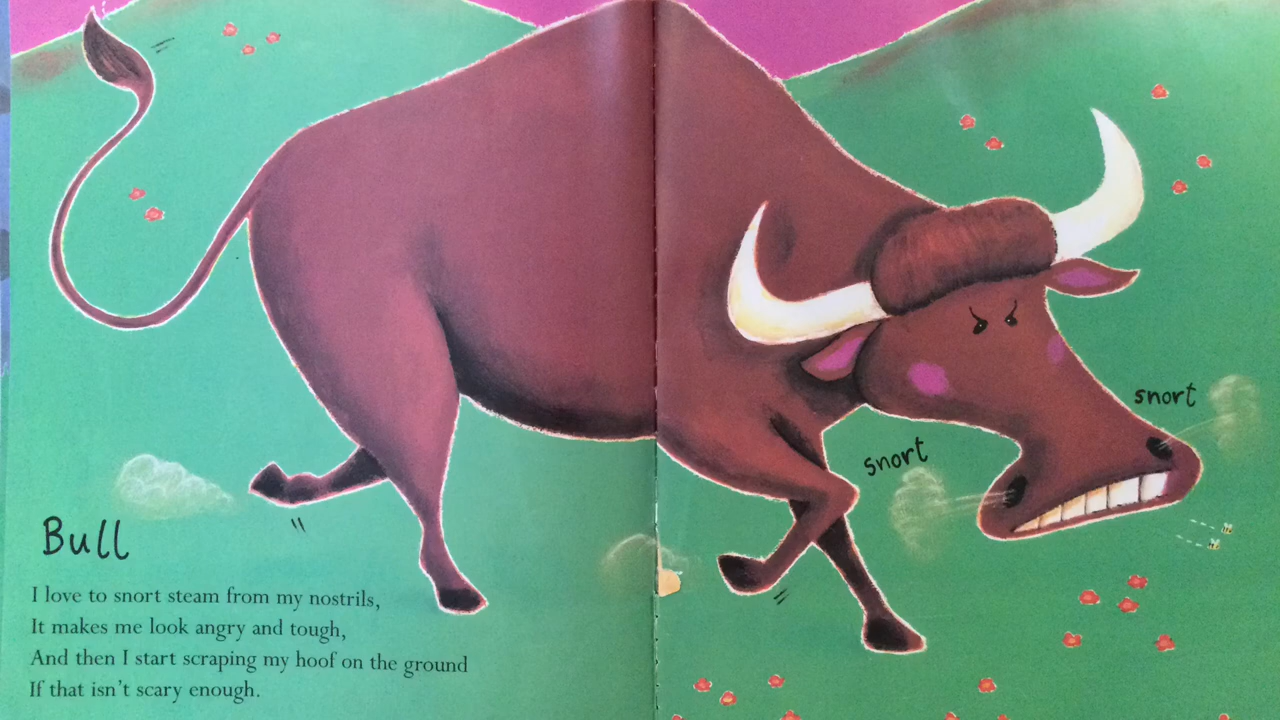 Bull
I love to snort steam from my nostrils,
It makes me look angry and tough,
And then I start scraping my hoof on the ground
If that isn't scary enough.
snort
snort